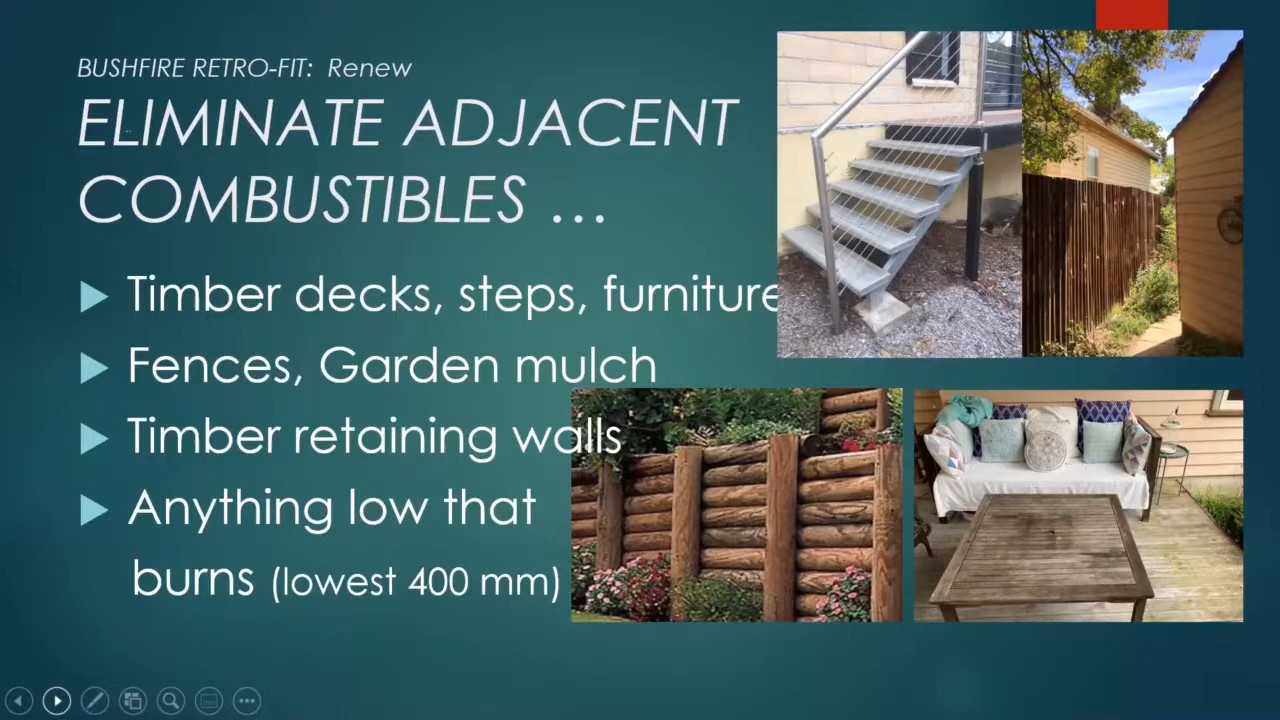 BUSHFIRE RETRO-FIT: Renew
ELIMINATE ADJACENT
COMBUSTIBLES …
Timber decks, steps, furniture
Fences, Garden mulch
Timber retaining walls
Anything low that
burns (lowest 400 mm)